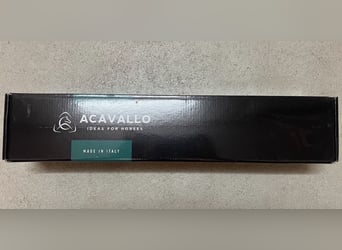 ACAVALLO
IDEAS FOR HORSES
MADE IN ITALY